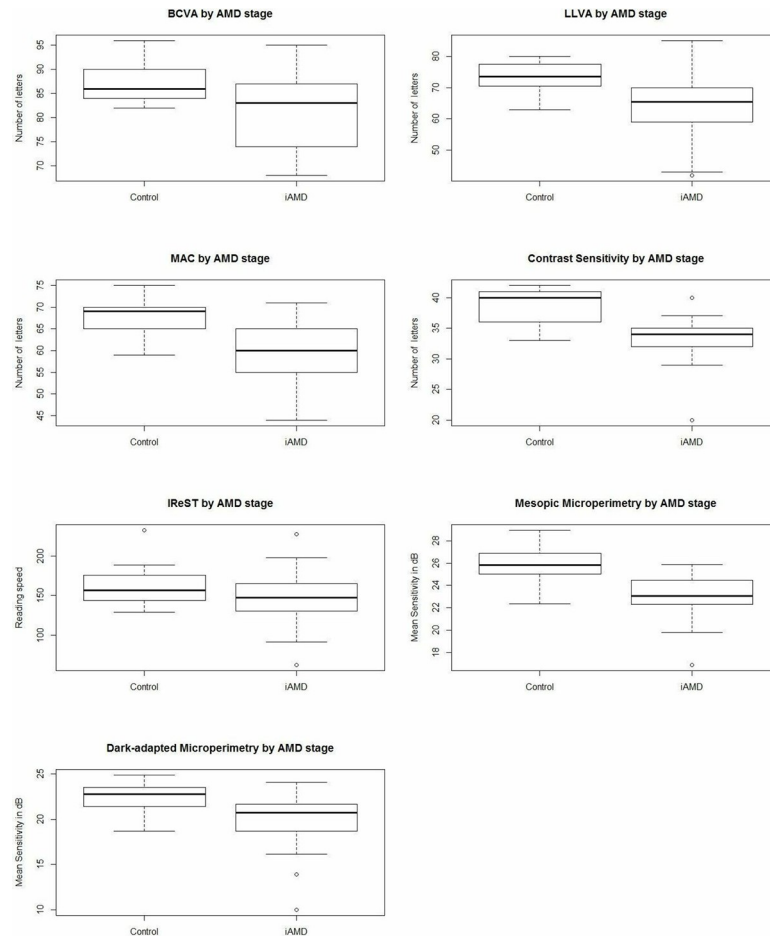 BCVA by AMD stage
Number of letters
95
90
85
80
75
70
Control
iAMD
LLVA by AMD stage
Number of letters
80
70
60
50
Control
iAMD
MAC by AMD stage
Number of letters
75
70
65
60
55
50
45
Control
iAMD
Contrast Sensitivity by AMD stage
Number of letters
40
35
30
25
20
Control
iAMD
IReST by AMD stage
Reading speed
200
150
100
Control
iAMD
Mesopic Microperimetry by AMD stage
Mean Sensitivity in dB
28
26
24
22
20
18
Control
iAMD
Dark-adapted Microperimetry by AMD stage
Mean Sensitivity in dB
25
20
15
10
Control
iAMD